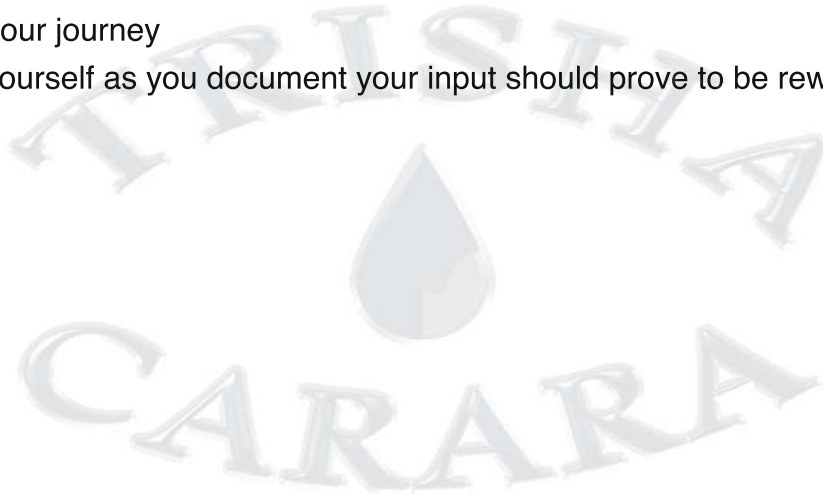 our journey
ourself as you document your input should prove to be rew
TRISHA
CARARA